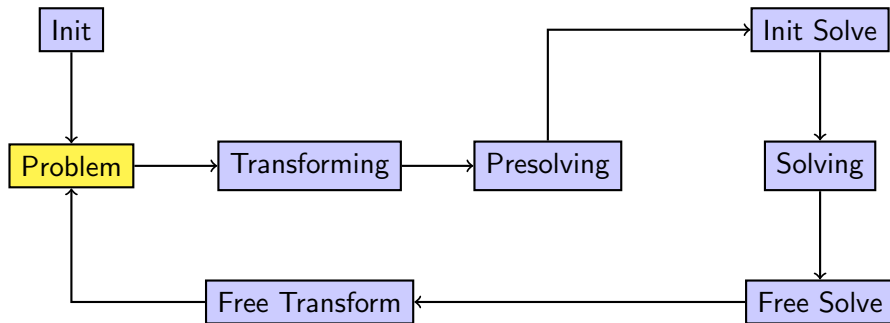 Init
Init Solve
Problem
Transforming
Presolving
Solving
Free Transform
Free Solve